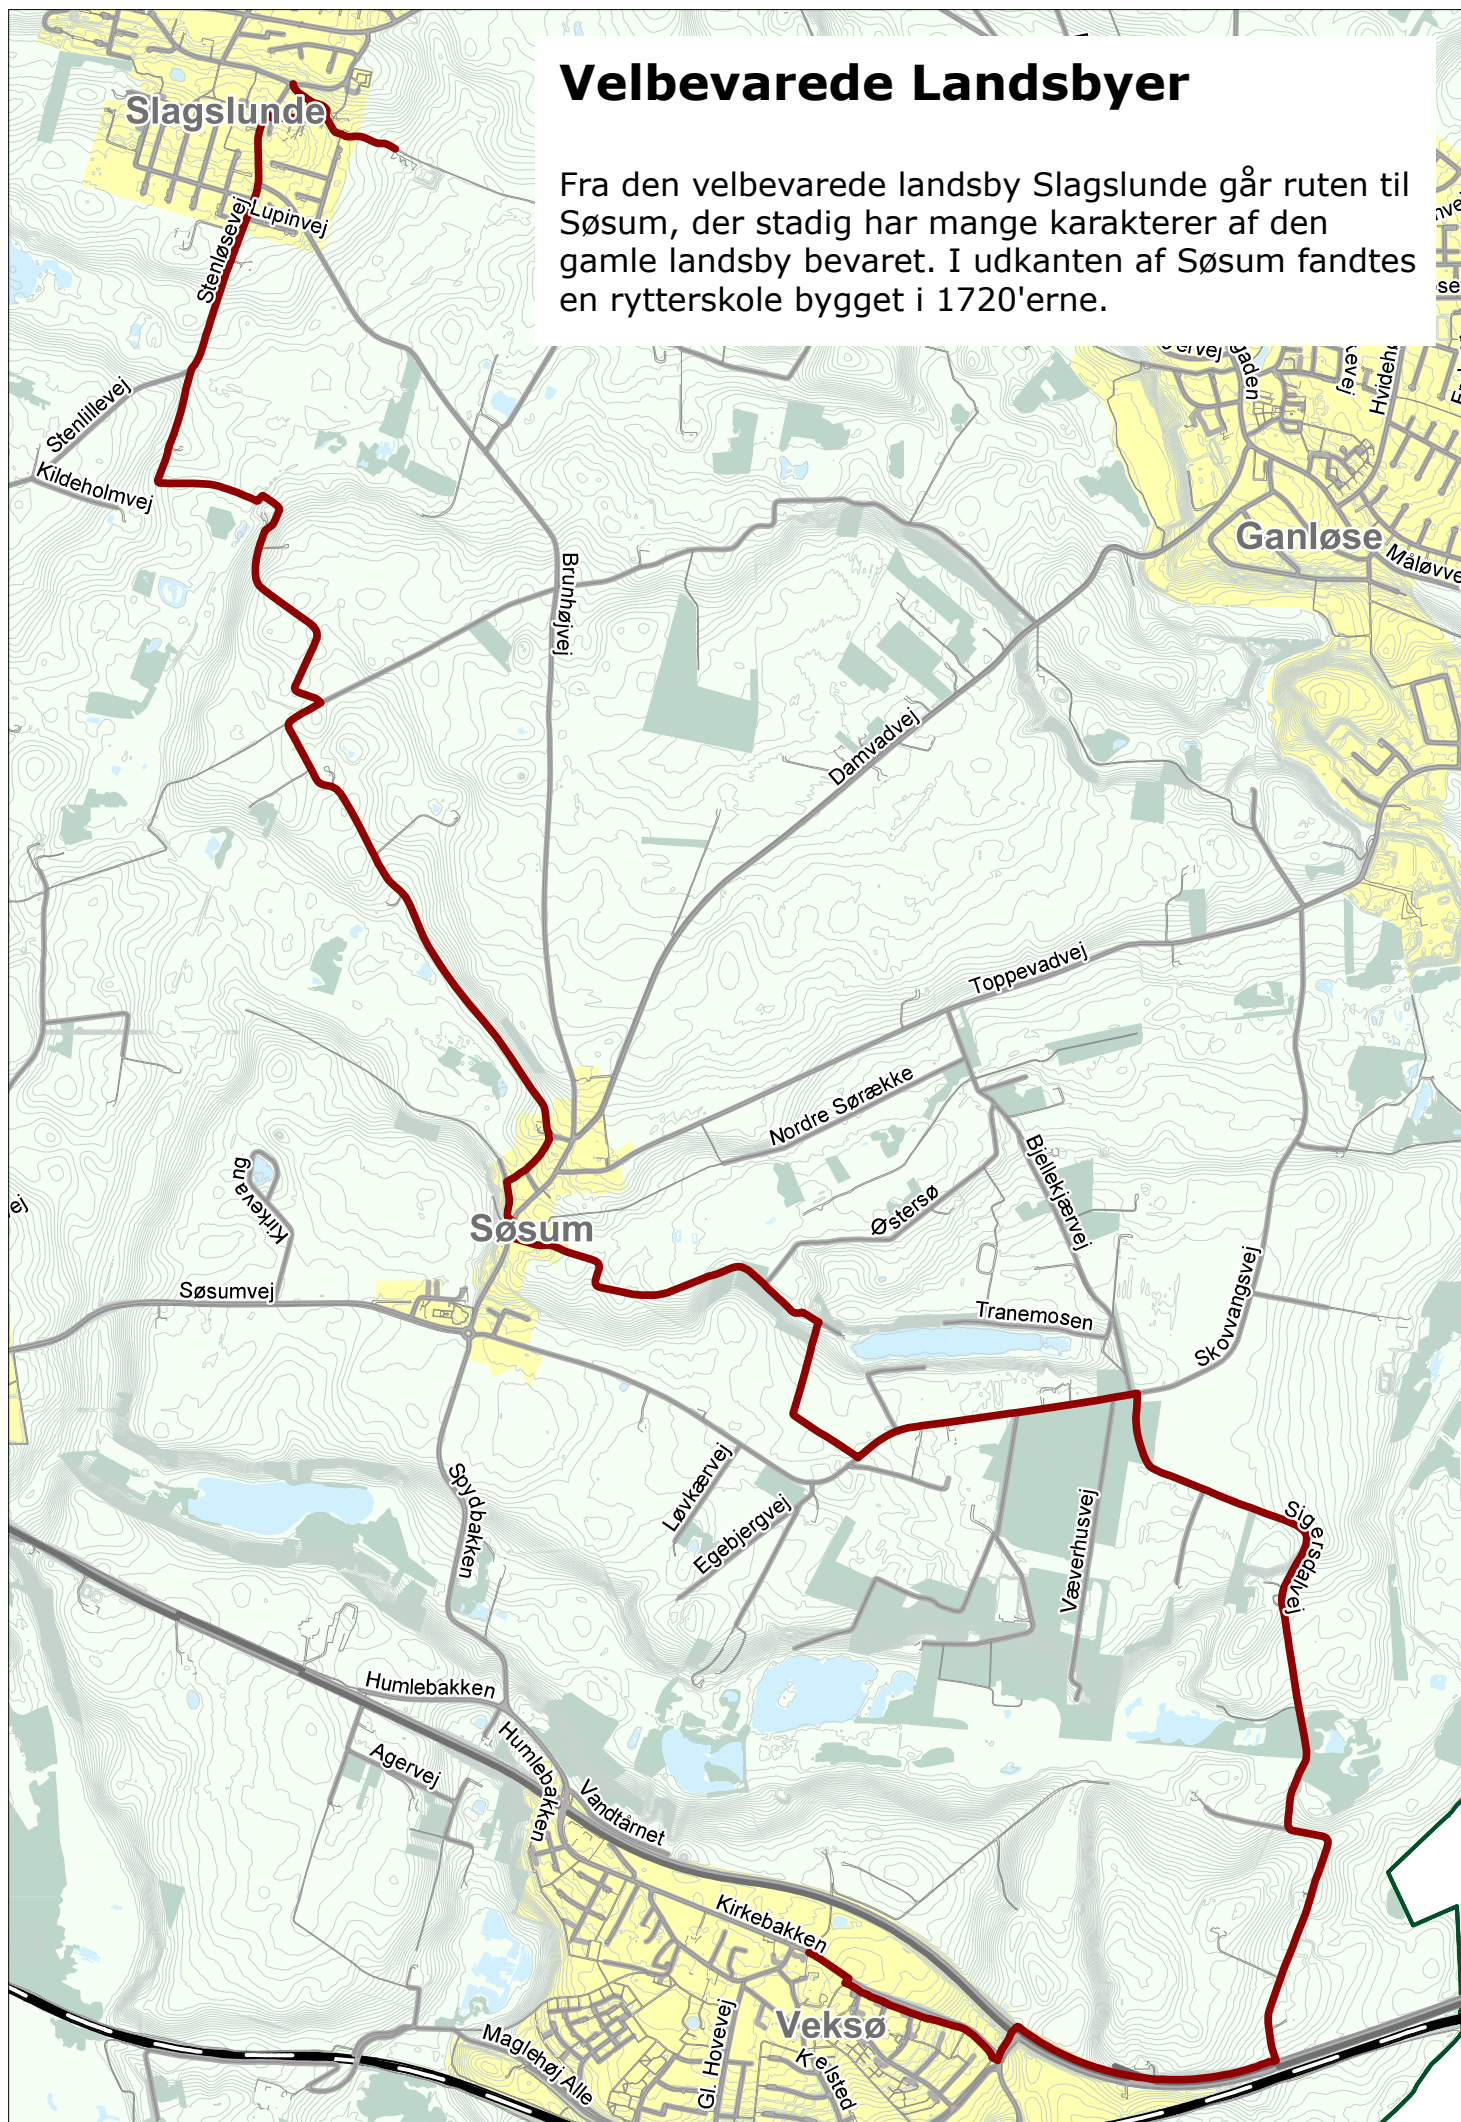 Velbevarede Landsbyer
Fra den velbevarede landsby Slagslunde går ruten til
Søsum, der stadig har mange karakterer af den
gamle landsby bevaret. I udkanten af Søsum fandtes
en rytterskole bygget i 1720'erne.
Slagslunde
Lupinvej
Stenløsevej
Stenlillevej
Kildeholmvej
Hvidehø
Ganløse
Måløvve
Brunhøjvej
Damvadvej
Toppevadvej
Nordre Sørække
Bjellekjærvej
Kirkevang
Østersø
Søsum
Søsumvej
Tranemosen
Skovvangsvej
Løvkærvej
Egebjergvej
Spydbakken
Væverhusvej
Sigersdalvej
Humlebakken
Humlebakken
Agervej
Vandtårnet
Kirkebakken
Veksø
Maglehøj Alle
Gl. Hovevej
Kelsted